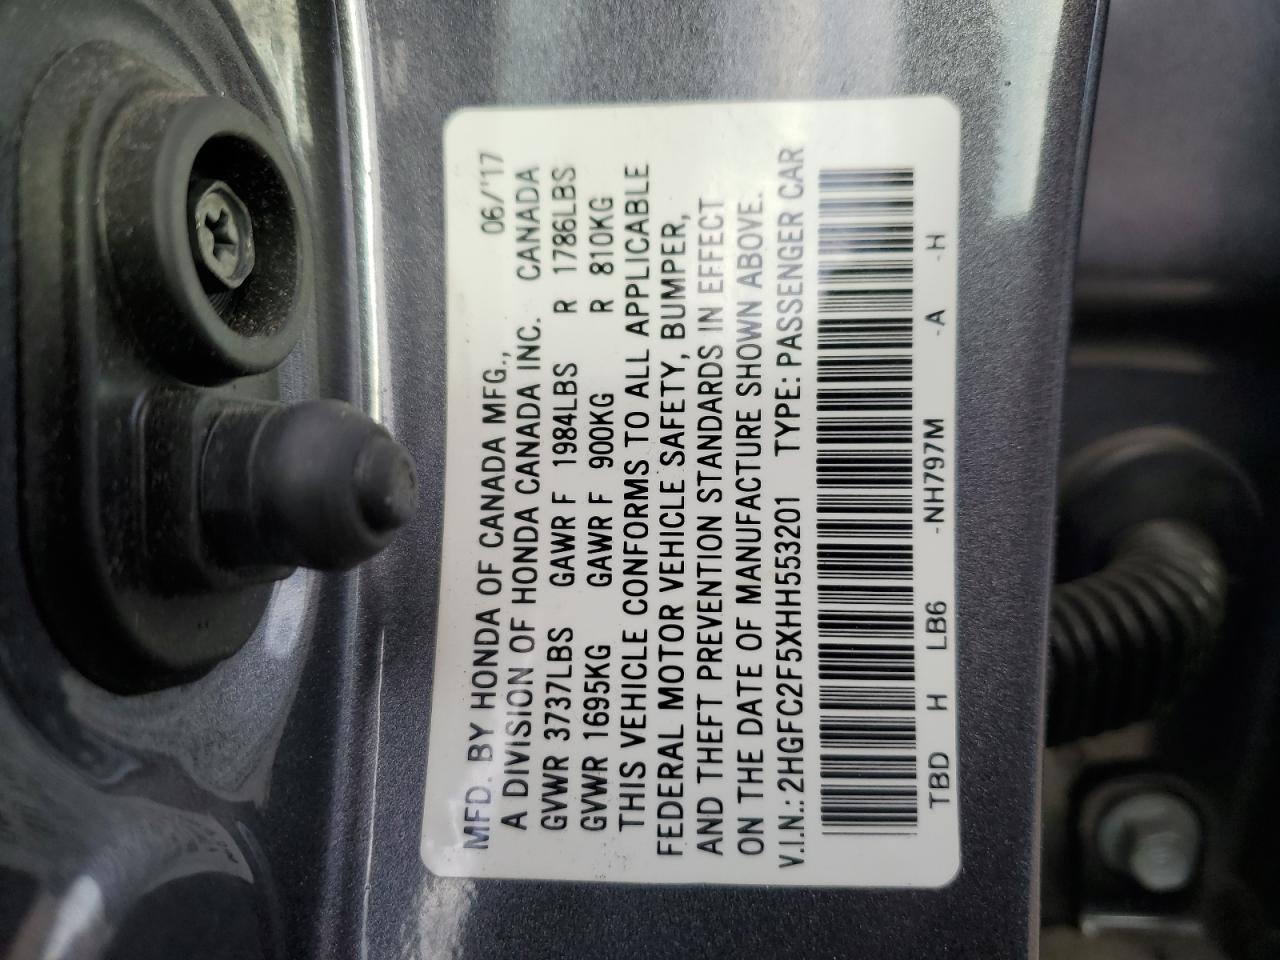 MFD. BY HONDA OF CANADA MFG., 06/'17
A DIVISION OF HONDA CANADA INC. CANADA
GVWR 3737LBS GAWR F 1984LBS R 1786LBS
GVWR 1695KG GAWR F 900KG R 810KG
THIS VEHICLE CONFORMS TO ALL APPLICABLE
FEDERAL MOTOR VEHICLE SAFETY, BUMPER,
AND THEFT PREVENTION STANDARDS IN EFFECT
ON THE DATE OF MANUFACTURE SHOWN ABOVE.
V.I.N.: 2HGFC2F5XHH553201 TYPE: PASSENGER CAR
TBD H LB6 -NH797M -A -H